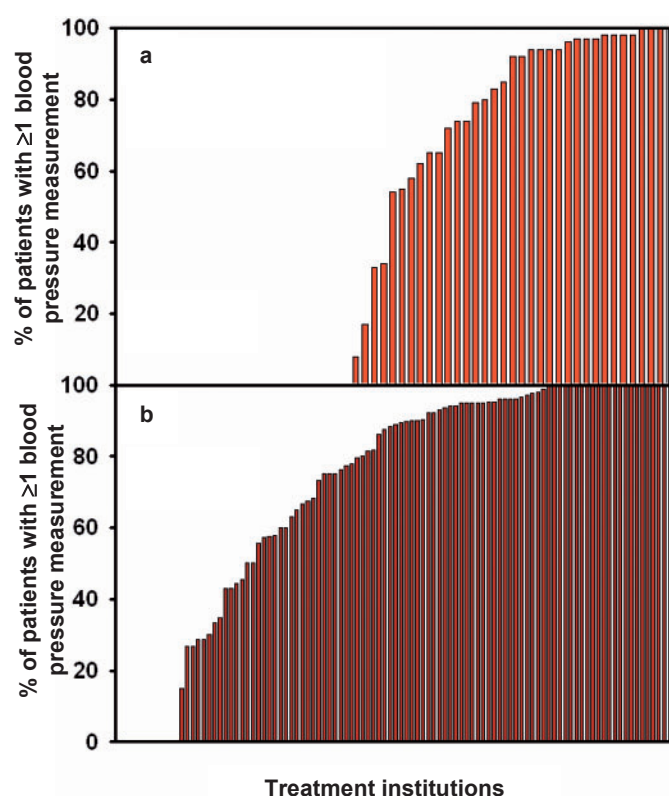 100
a
80
60
40
20
% of patients with ≥1 blood
pressure measurement
100
b
80
60
40
20
0
% of patients with ≥1 blood
pressure measurement
Treatment institutions